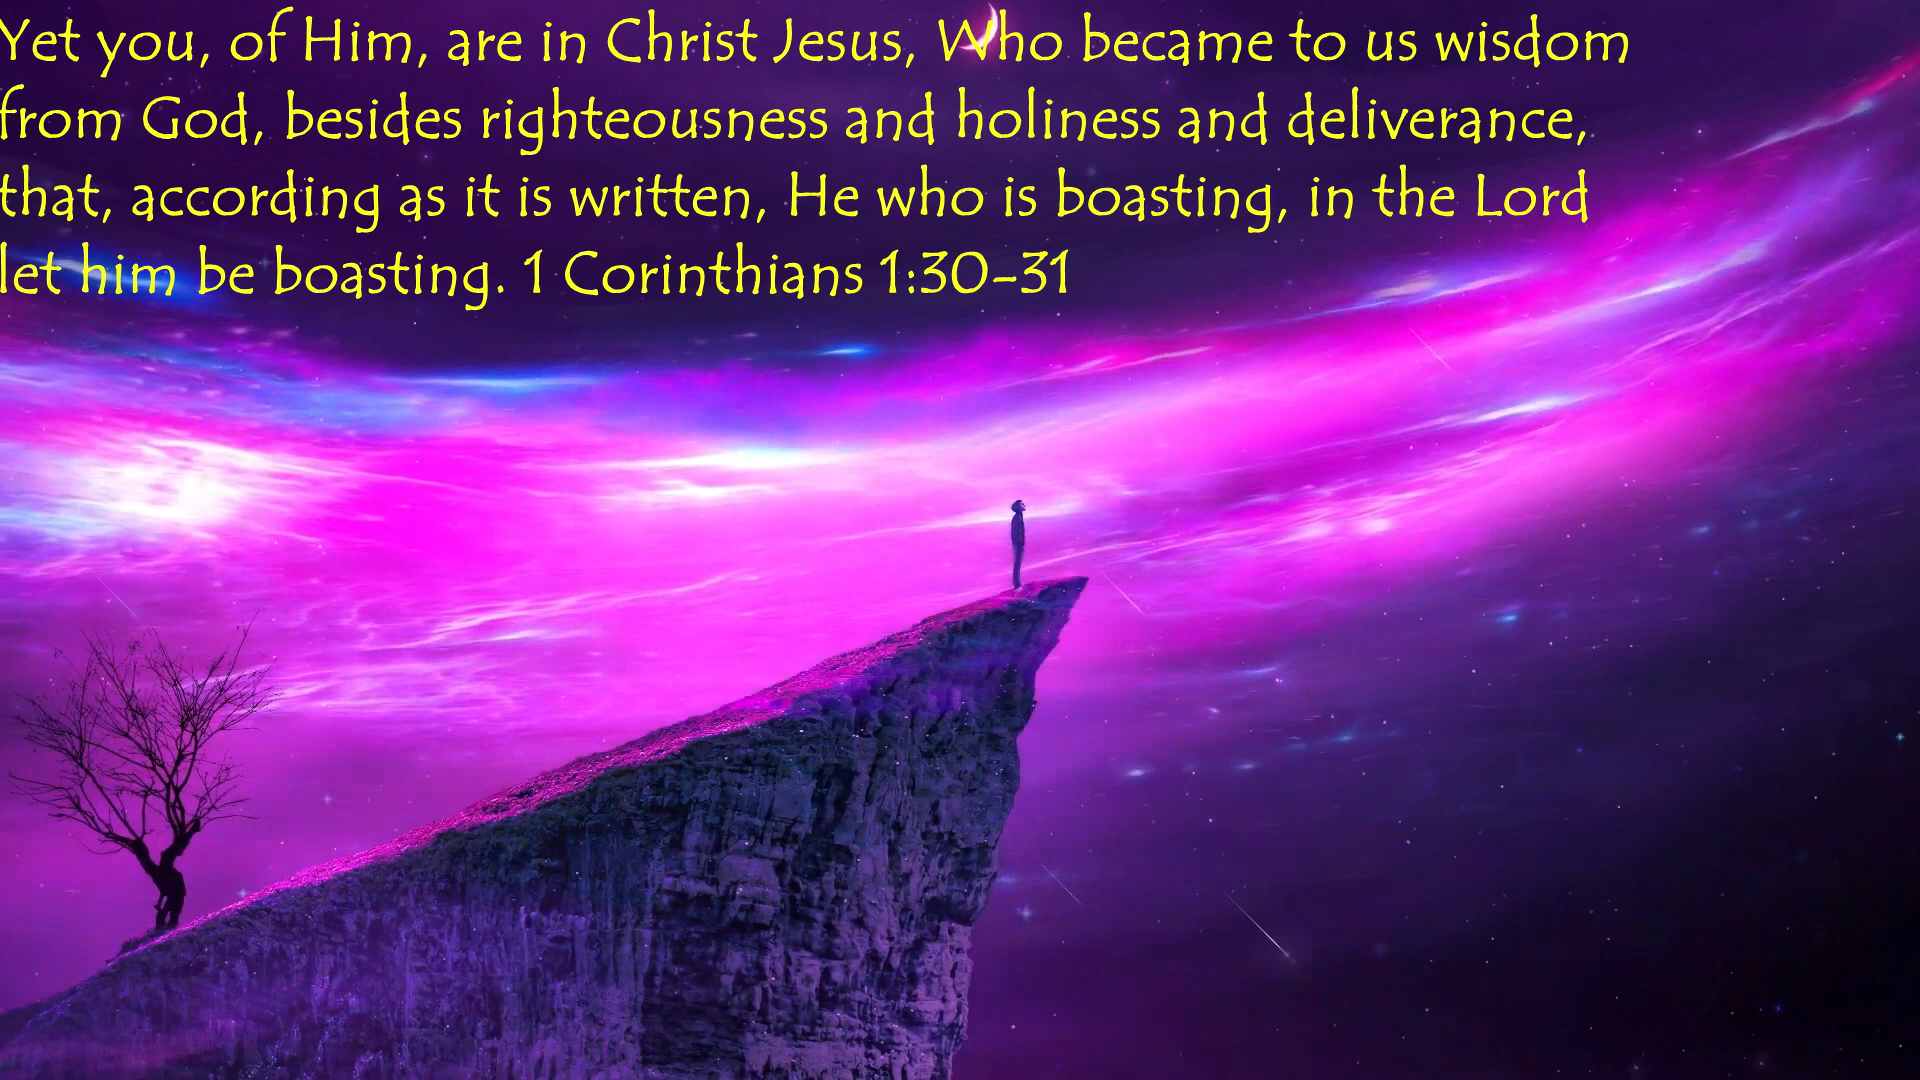 Yet you, of Him, are in Christ Jesus, Who became to us wisdom
from God, besides righteousness and holiness and deliverance,
that, according as it is written, He who is boasting, in the Lord
let him be boasting. 1 Corinthians 1:30-31